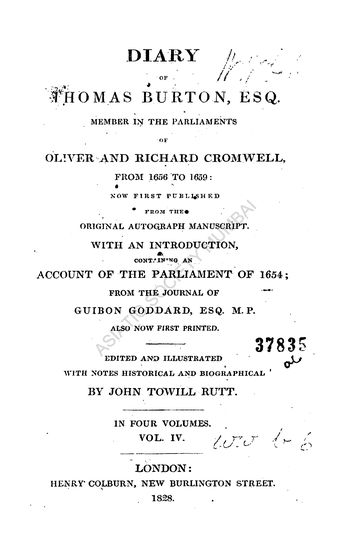 DIARY
OF
THOMAS BURTON, ESQ.
MEMBER IN THE PARLIAMENTS
OF
OLIVER AND RICHARD CROMWELL,
FROM 1656 TO 1659:
NOW FIRST PUBLISHED
FROM THE
ORIGINAL AUTOGRAPH MANUSCRIPT.
WITH AN INTRODUCTION,
CONTAINING AN
ACCOUNT OF THE PARLIAMENT OF 1654;
FROM THE JOURNAL OF
GUIBON GODDARD, ESQ. M.P.
ALSO NOW FIRST PRINTED.
37835
EDITED AND ILLUSTRATED
WITH NOTES HISTORICAL AND BIOGRAPHICAL
BY JOHN TOWILL RUTT.
IN FOUR VOLUMES.
VOL. IV.
LONDON:
HENRY COLBURN, NEW BURLINGTON STREET.
1828.
ASIATIC SOCIETY MUMBAI